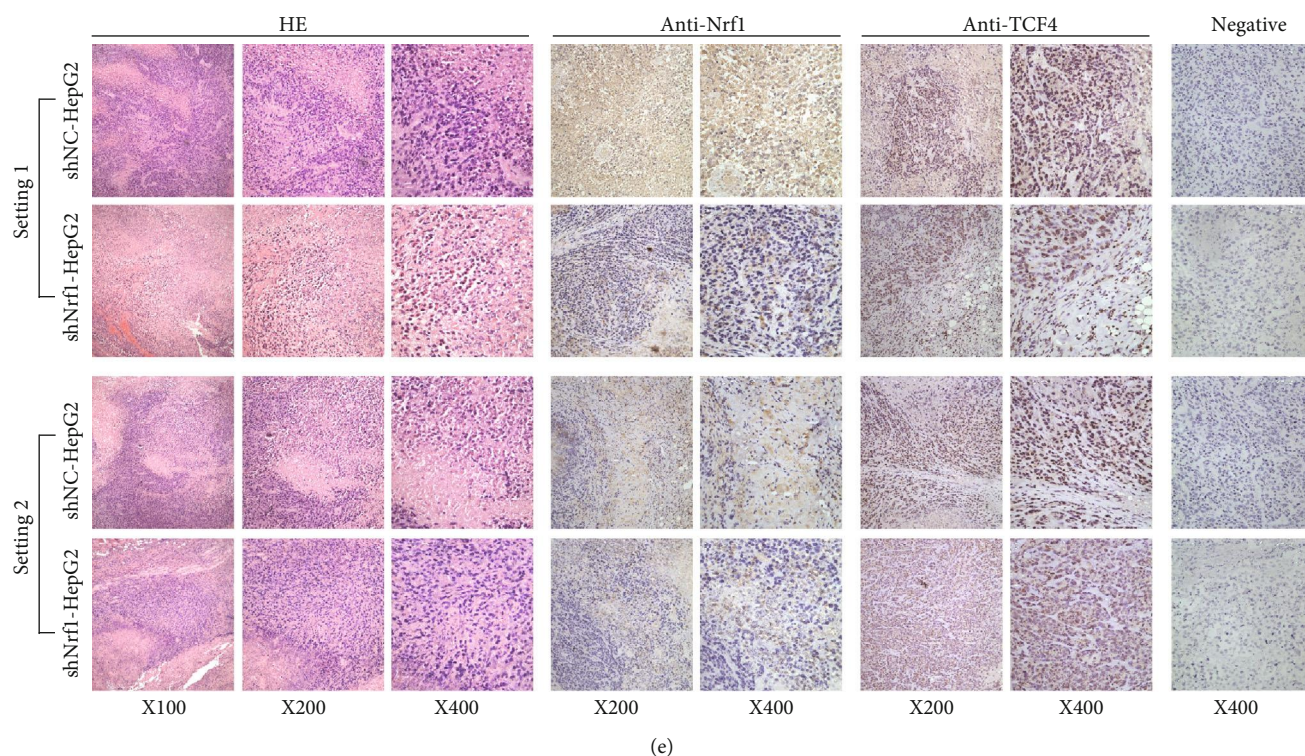 HE Anti-Nrf1 Anti-TCF4 Negative
Setting 1
shNC-HepG2
shNrf1-HepG2
Setting 2
shNC-HepG2
shNrf1-HepG2
X100 X200 X400 X200 X400 X200 X400 X400
(e)